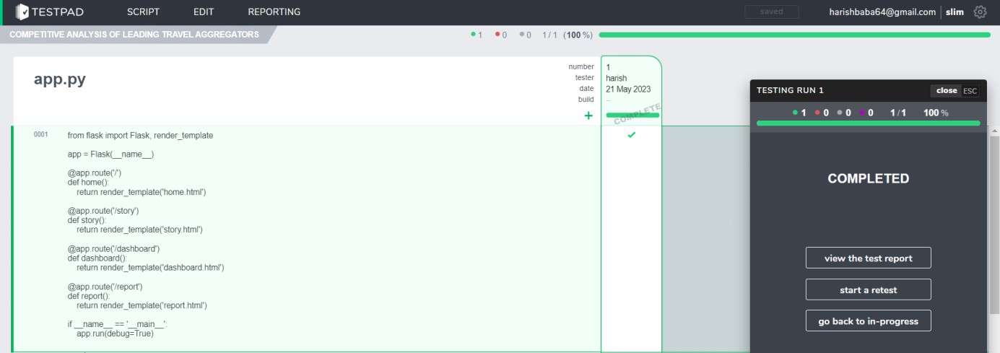 TESTPAD SCRIPT EDIT REPORTING saved harishbaba64@gmail.com slim
COMPETITIVE ANALYSIS OF LEADING TRAVEL AGGREGATORS 1 0 0 1/1 (100%)
app.py
number 1
tester harish
date 21 May 2023
build --
+
COMPLETE
0001 from flask import Flask, render_template
app = Flask(__name__)
@app.route('/')
def home():
return render_template('home.html')
@app.route('/story')
def story():
return render_template('story.html')
@app.route('/dashboard')
def dashboard():
return render_template('dashboard.html')
@app.route('/report')
def report():
return render_template('report.html')
if __name__ == '__main__':
app.run(debug=True)
TESTING RUN 1 close ESC
1 0 0 0 1/1 100 %
COMPLETED
view the test report
start a retest
go back to in-progress